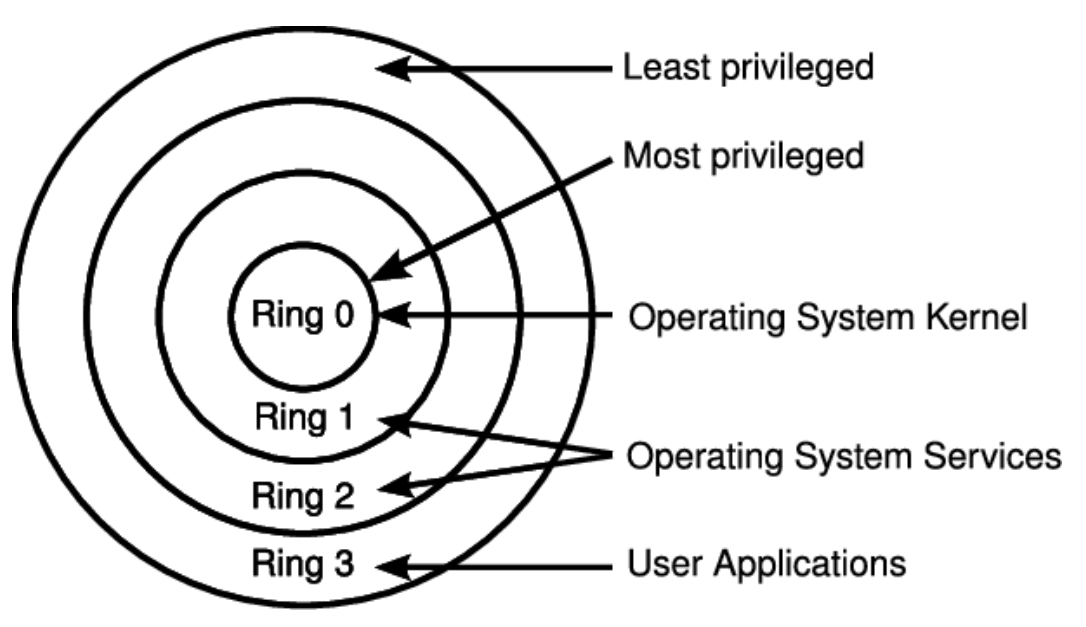 Least privileged
Most privileged
Ring 0
Operating System Kernel
Ring 1
Operating System Services
Ring 2
Ring 3
User Applications